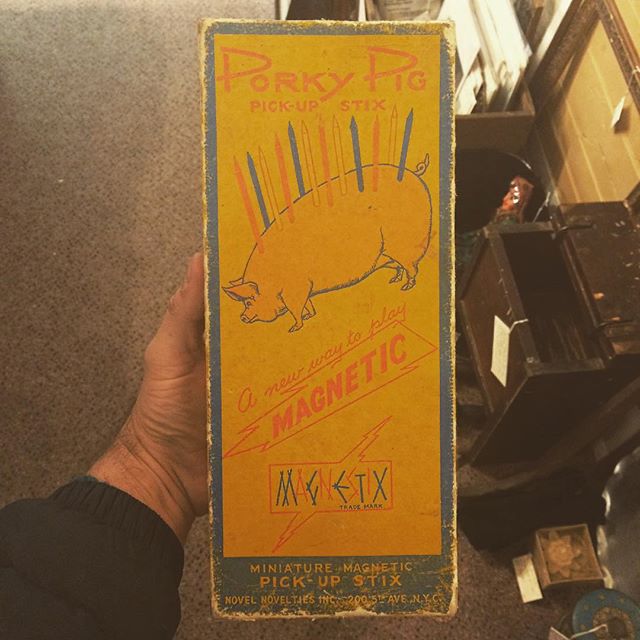 PORKY PIG
PICK-UP STIX
A new way to play
MAGNETIC
MAGNETIX
TRADE MARK
MINIATURE MAGNETIC
PICK-UP STIX
NOVEL NOVELTIES INC. 200 5TH AVE. N.Y.C.